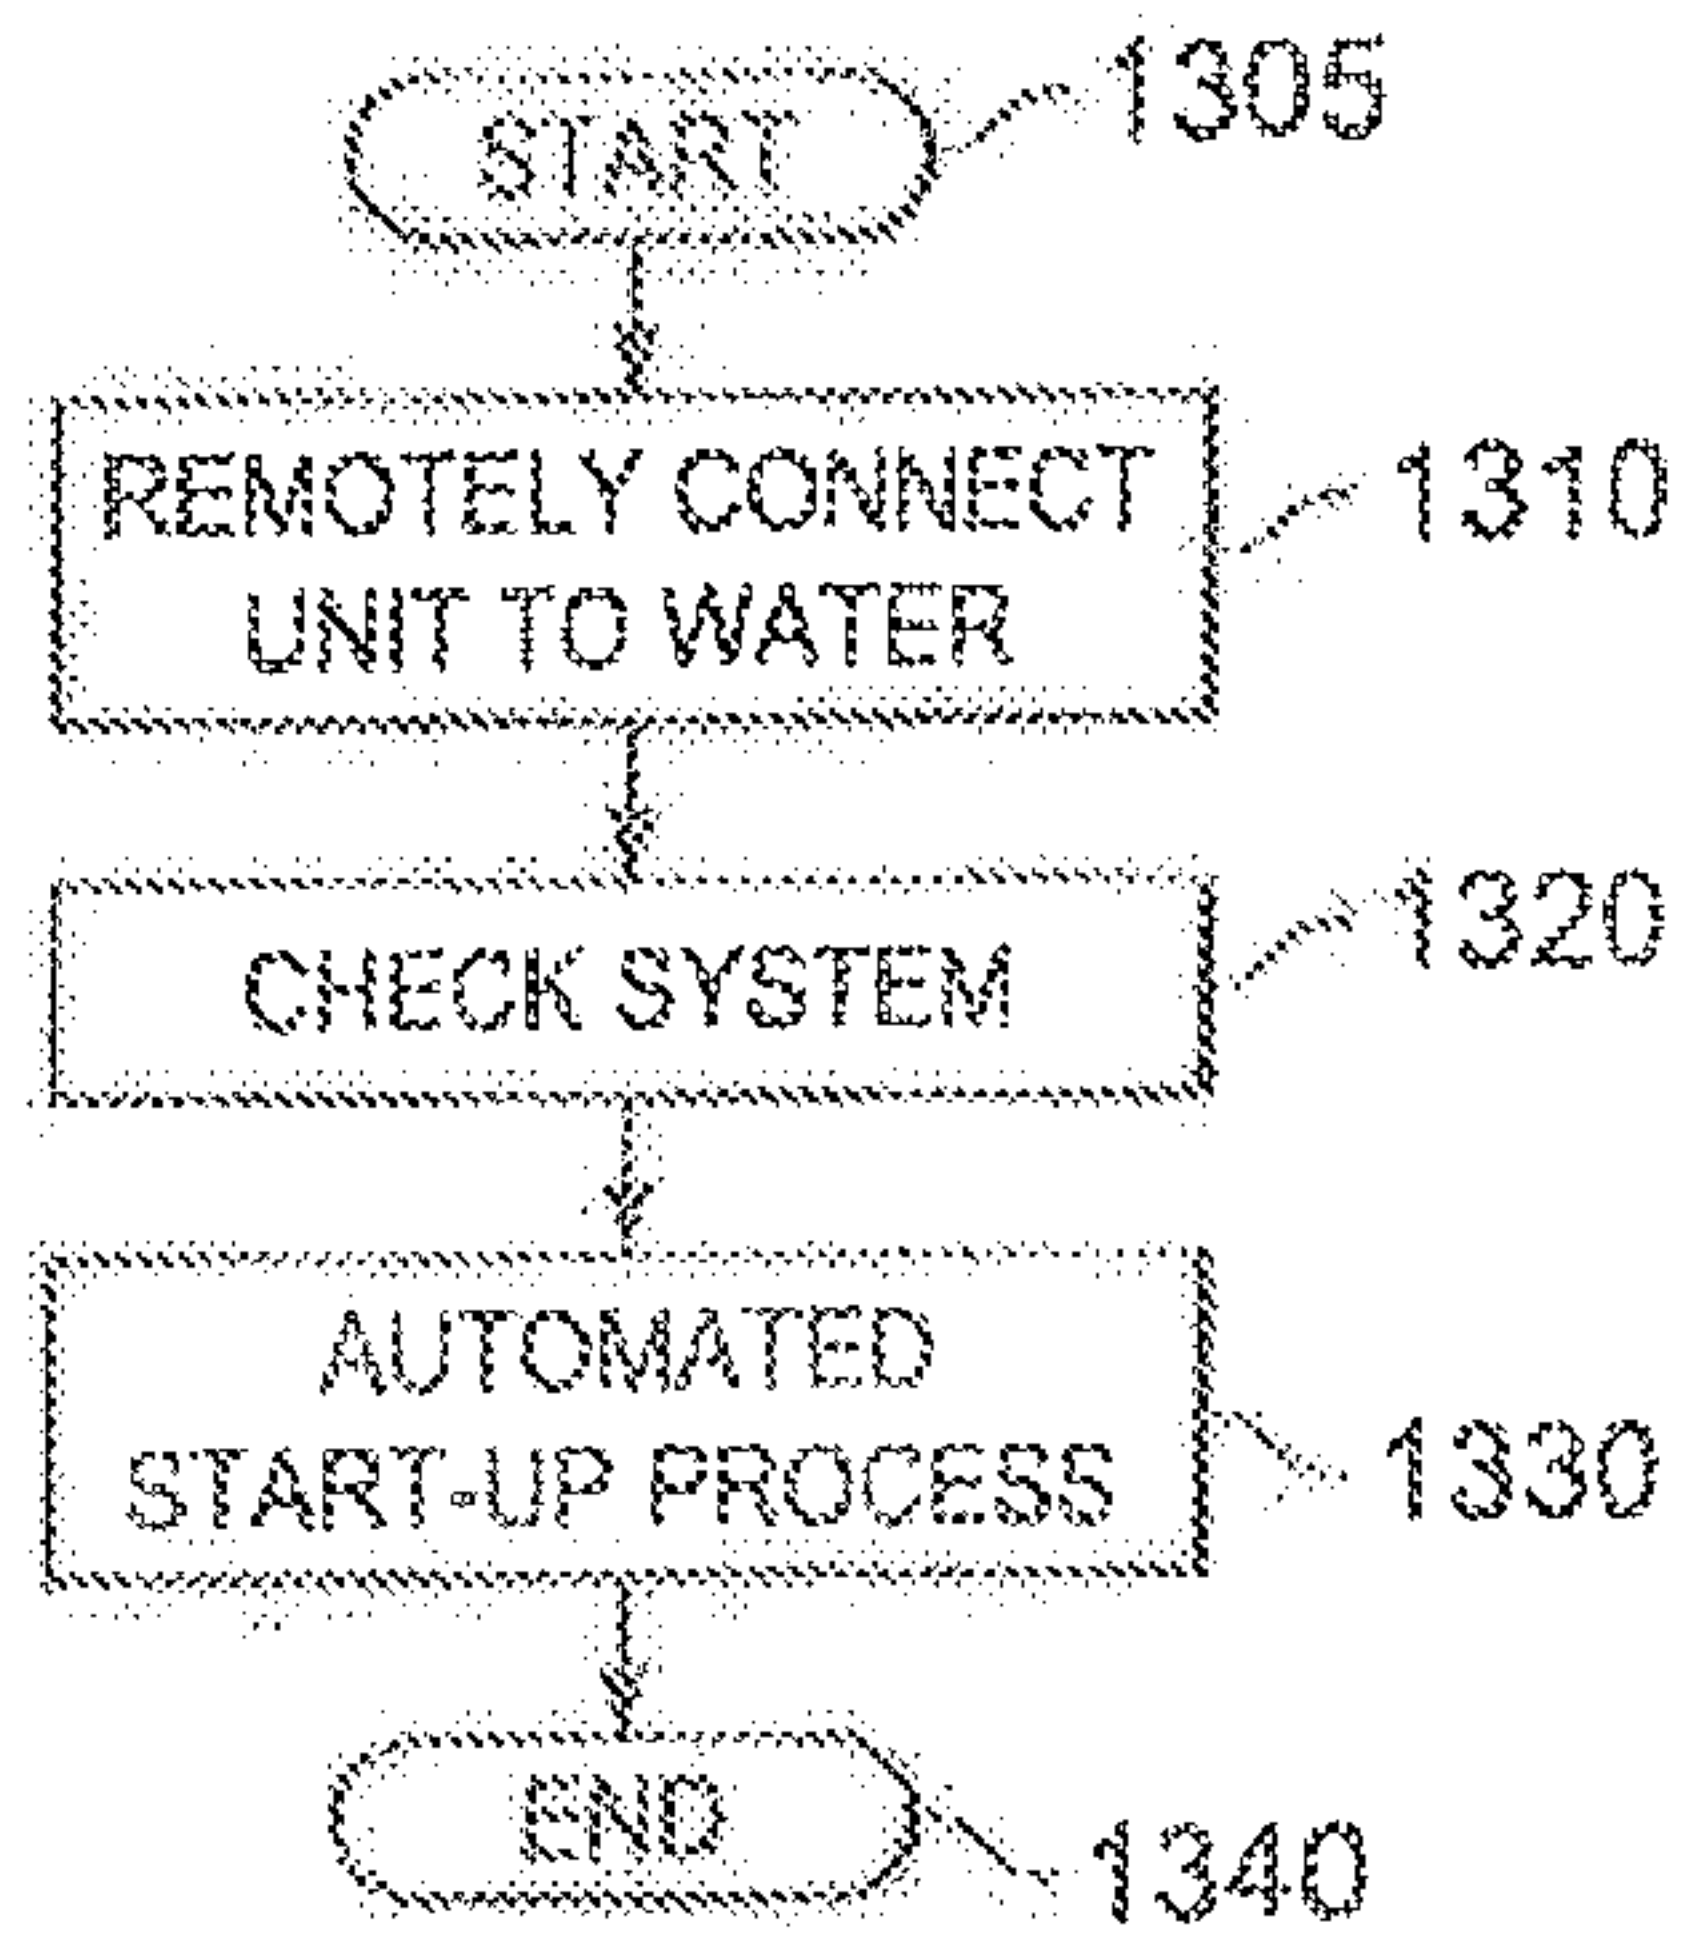 START
1305
REMOTELY CONNECT
UNIT TO WATER
1310
CHECK SYSTEM
1320
AUTOMATED
START-UP PROCESS
1330
END
1340